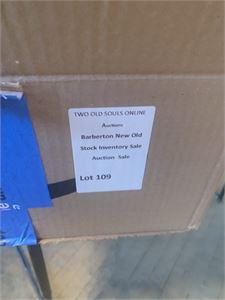 TWO OLD SOULS ONLINE
Auctions
Barberton New Old
Stock Inventory Sale
Auction Sale
Lot 109